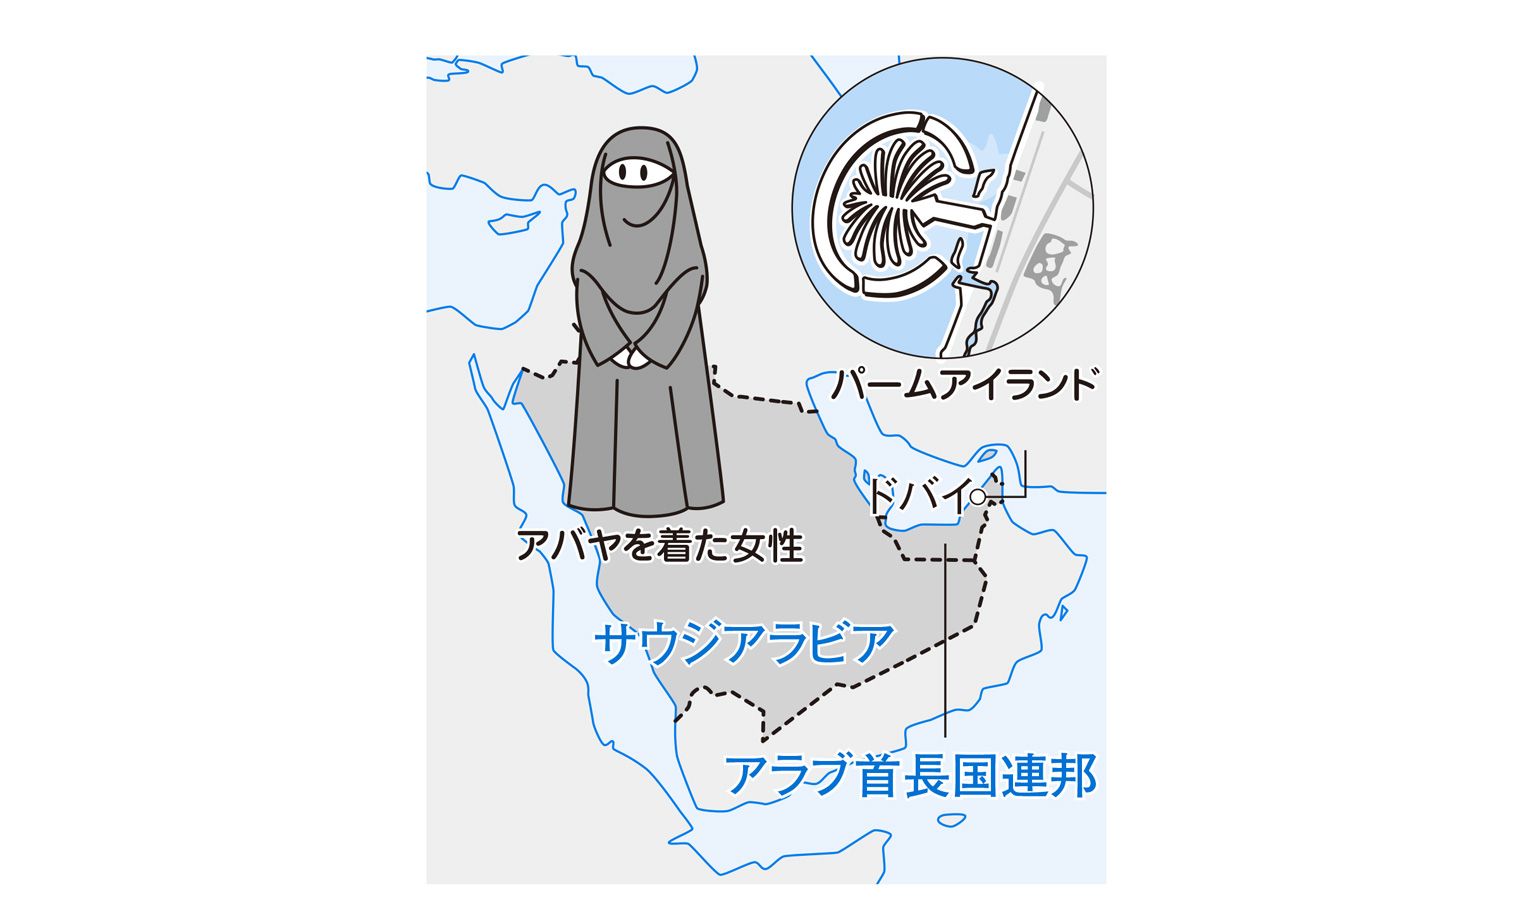 パームアイランド
ドバイ
アバヤを着た女性
サウジアラビア
アラブ首長国連邦